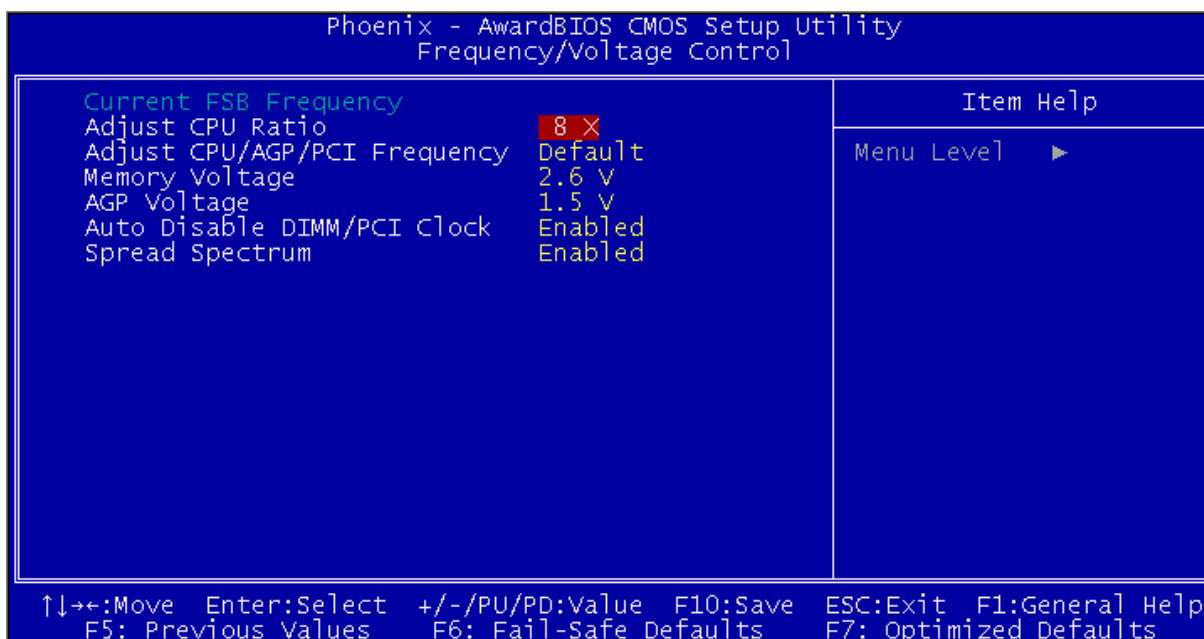 Phoenix - AwardBIOS CMOS Setup Utility
Frequency/Voltage Control
Current FSB Frequency
Adjust CPU Ratio 8 X
Adjust CPU/AGP/PCI Frequency Default
Memory Voltage 2.6 V
AGP Voltage 1.5 V
Auto Disable DIMM/PCI Clock Enabled
Spread Spectrum Enabled
Item Help
Menu Level ►
↑↓→←:Move Enter:Select +/-/PU/PD:Value F10:Save ESC:Exit F1:General Help
F5: Previous Values F6: Fail-Safe Defaults F7: Optimized Defaults